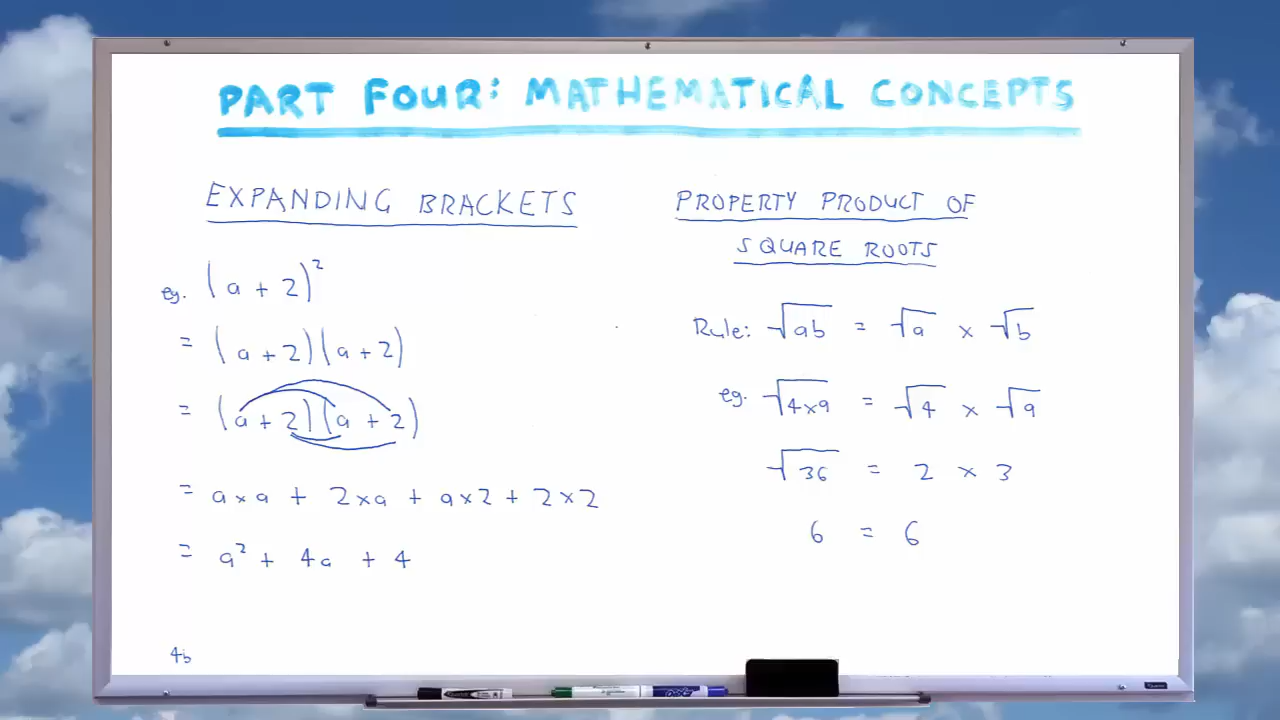 PART FOUR: MATHEMATICAL CONCEPTS
EXPANDING BRACKETS
eg. (a + 2)²
= (a + 2)(a + 2)
= (a + 2)(a + 2)
= a × a + 2 × a + a × 2 + 2 × 2
= a² + 4a + 4
4b
PROPERTY PRODUCT OF
SQUARE ROOTS
Rule: √ab = √a × √b
eg. √4×9 = √4 × √9
√36 = 2 × 3
6 = 6